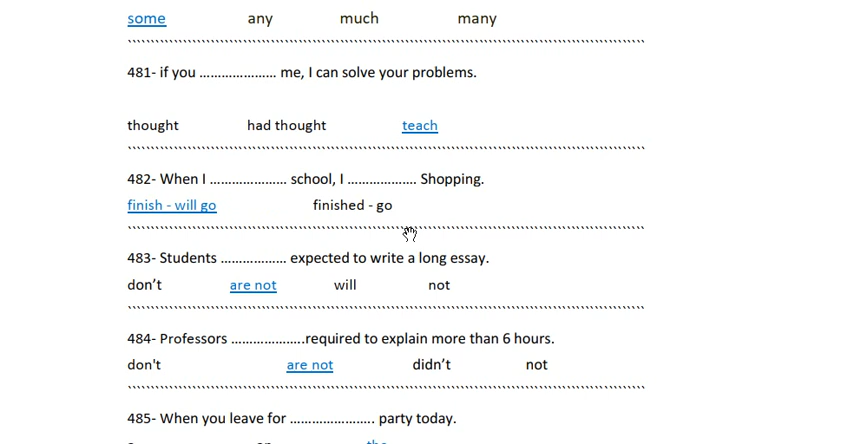 some any much many
481- if you ………………… me, I can solve your problems.
thought had thought teach
482- When I ………………… school, I ……………… Shopping.
finish - will go finished - go
483- Students ……………… expected to write a long essay.
don’t are not will not
484- Professors ……………….required to explain more than 6 hours.
don't are not didn’t not
485- When you leave for …………………. party today.